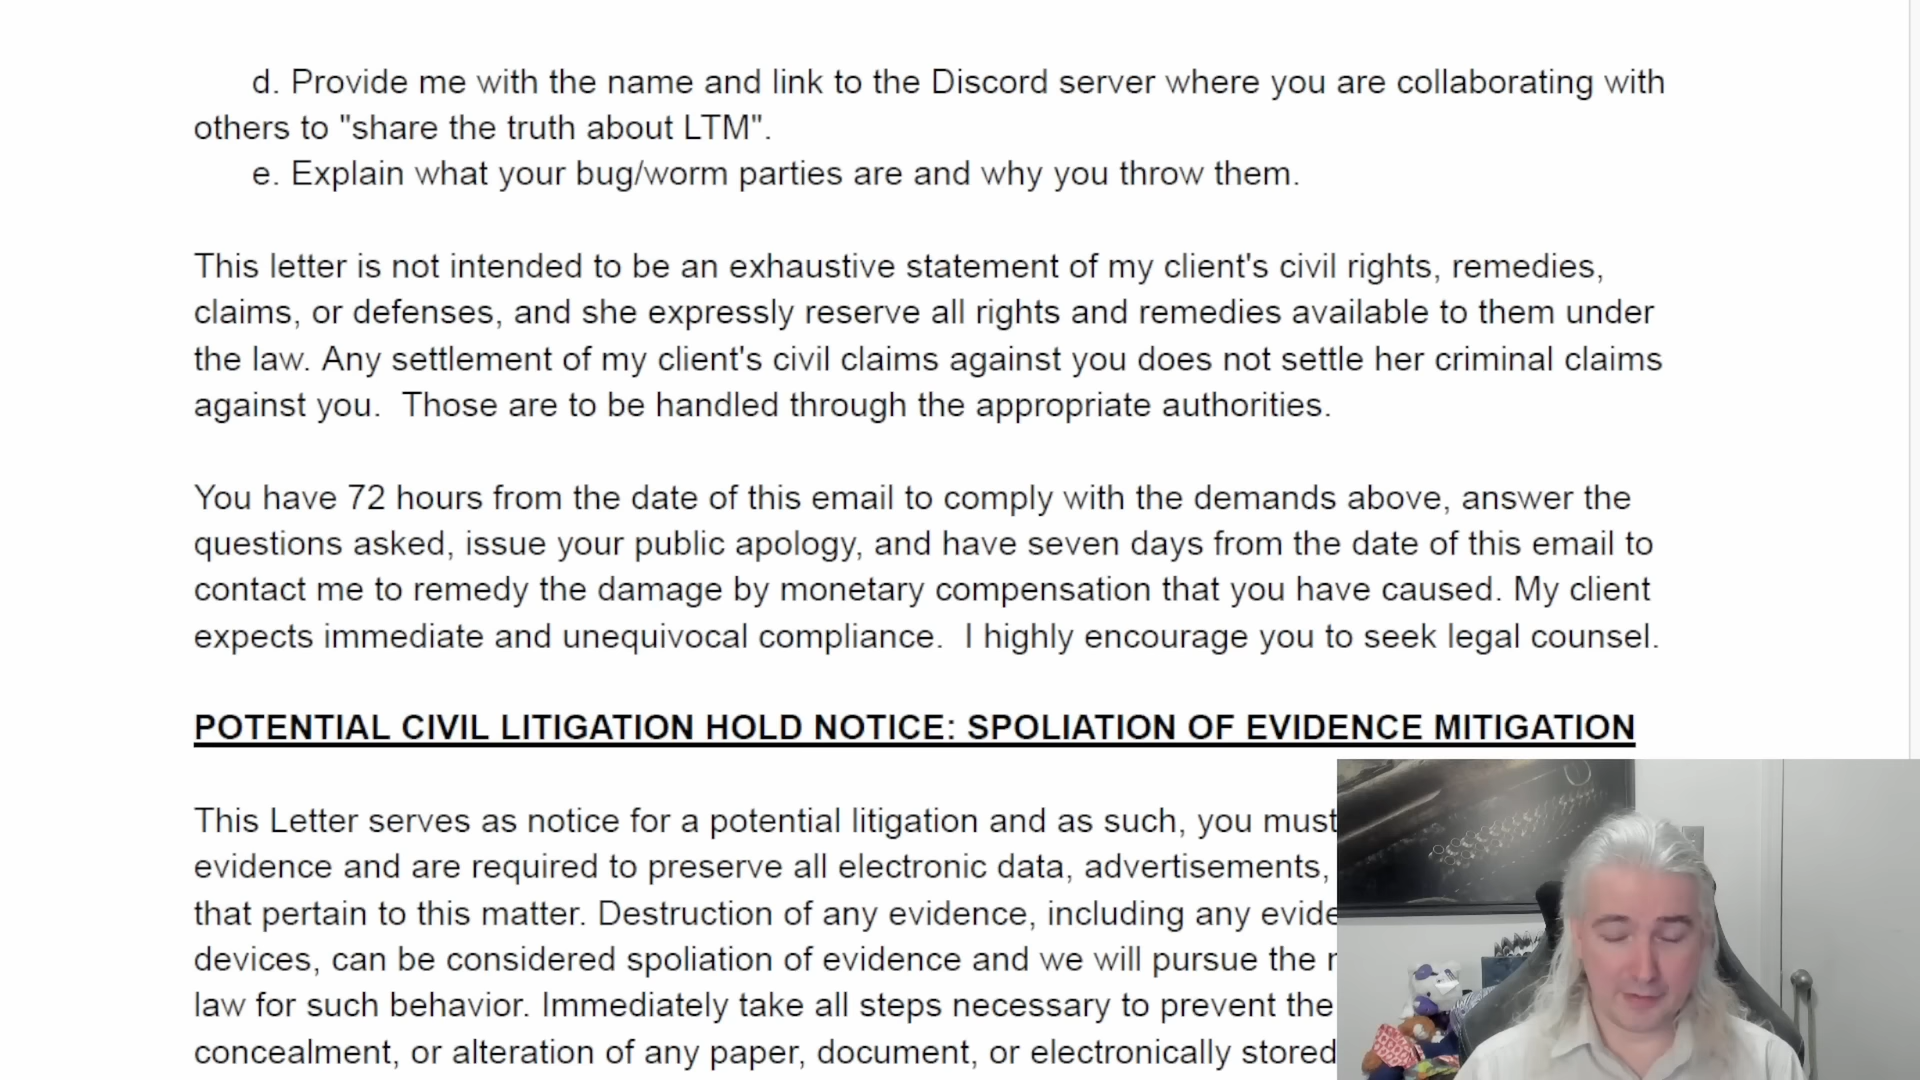 d. Provide me with the name and link to the Discord server where you are collaborating with
others to "share the truth about LTM".
e. Explain what your bug/worm parties are and why you throw them.
This letter is not intended to be an exhaustive statement of my client's civil rights, remedies,
claims, or defenses, and she expressly reserve all rights and remedies available to them under
the law. Any settlement of my client's civil claims against you does not settle her criminal claims
against you.  Those are to be handled through the appropriate authorities.
You have 72 hours from the date of this email to comply with the demands above, answer the
questions asked, issue your public apology, and have seven days from the date of this email to
contact me to remedy the damage by monetary compensation that you have caused. My client
expects immediate and unequivocal compliance.  I highly encourage you to seek legal counsel.
POTENTIAL CIVIL LITIGATION HOLD NOTICE: SPOLIATION OF EVIDENCE MITIGATION
This Letter serves as notice for a potential litigation and as such, you must
evidence and are required to preserve all electronic data, advertisements,
that pertain to this matter. Destruction of any evidence, including any
devices, can be considered spoliation of evidence and we will pursue the
law for such behavior. Immediately take all steps necessary to prevent the
concealment, or alteration of any paper, document, or electronically stored